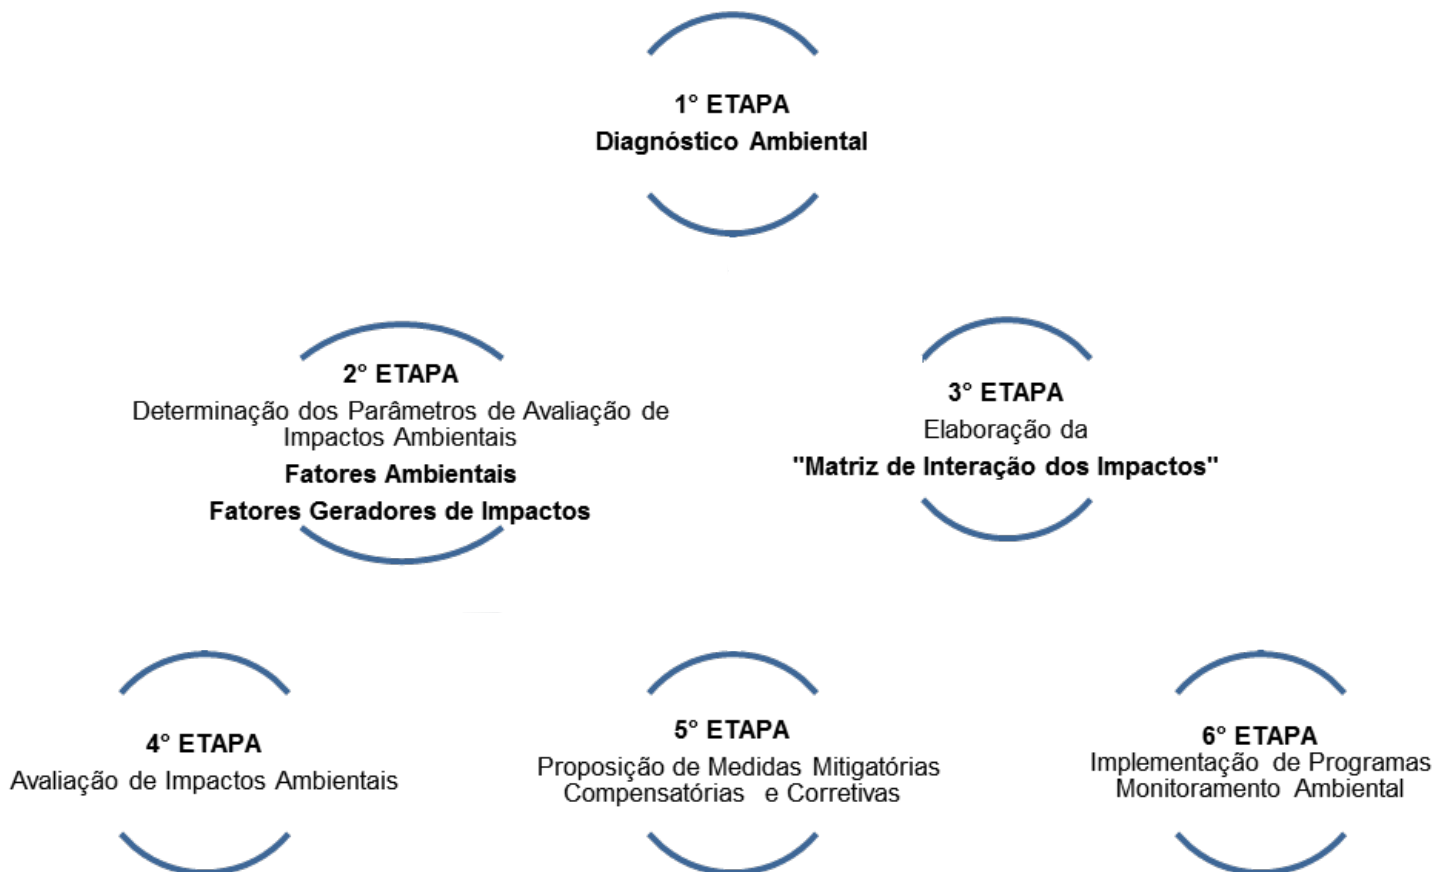 1° ETAPA
Diagnóstico Ambiental
2° ETAPA
Determinação dos Parâmetros de Avaliação de
Impactos Ambientais
Fatores Ambientais
Fatores Geradores de Impactos
3° ETAPA
Elaboração da
"Matriz de Interação dos Impactos"
4° ETAPA
Avaliação de Impactos Ambientais
5° ETAPA
Proposição de Medidas Mitigatórias
Compensatórias e Corretivas
6° ETAPA
Implementação de Programas
Monitoramento Ambiental